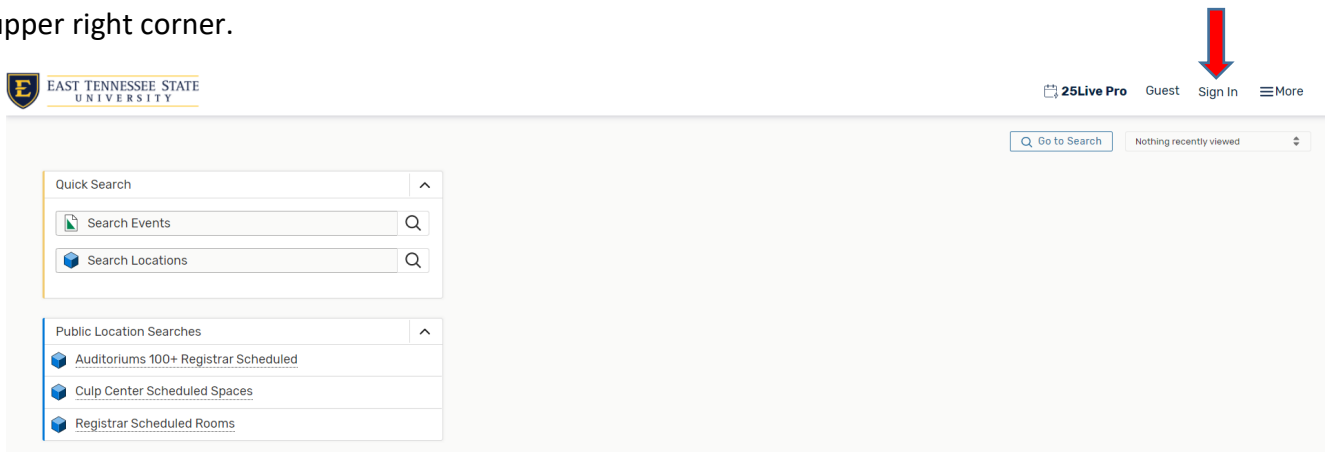 upper right corner.
EAST TENNESSEE STATE
UNIVERSITY
25Live Pro Guest Sign In More
Go to Search Nothing recently viewed
Quick Search
Search Events
Search Locations
Public Location Searches
Auditoriums 100+ Registrar Scheduled
Culp Center Scheduled Spaces
Registrar Scheduled Rooms